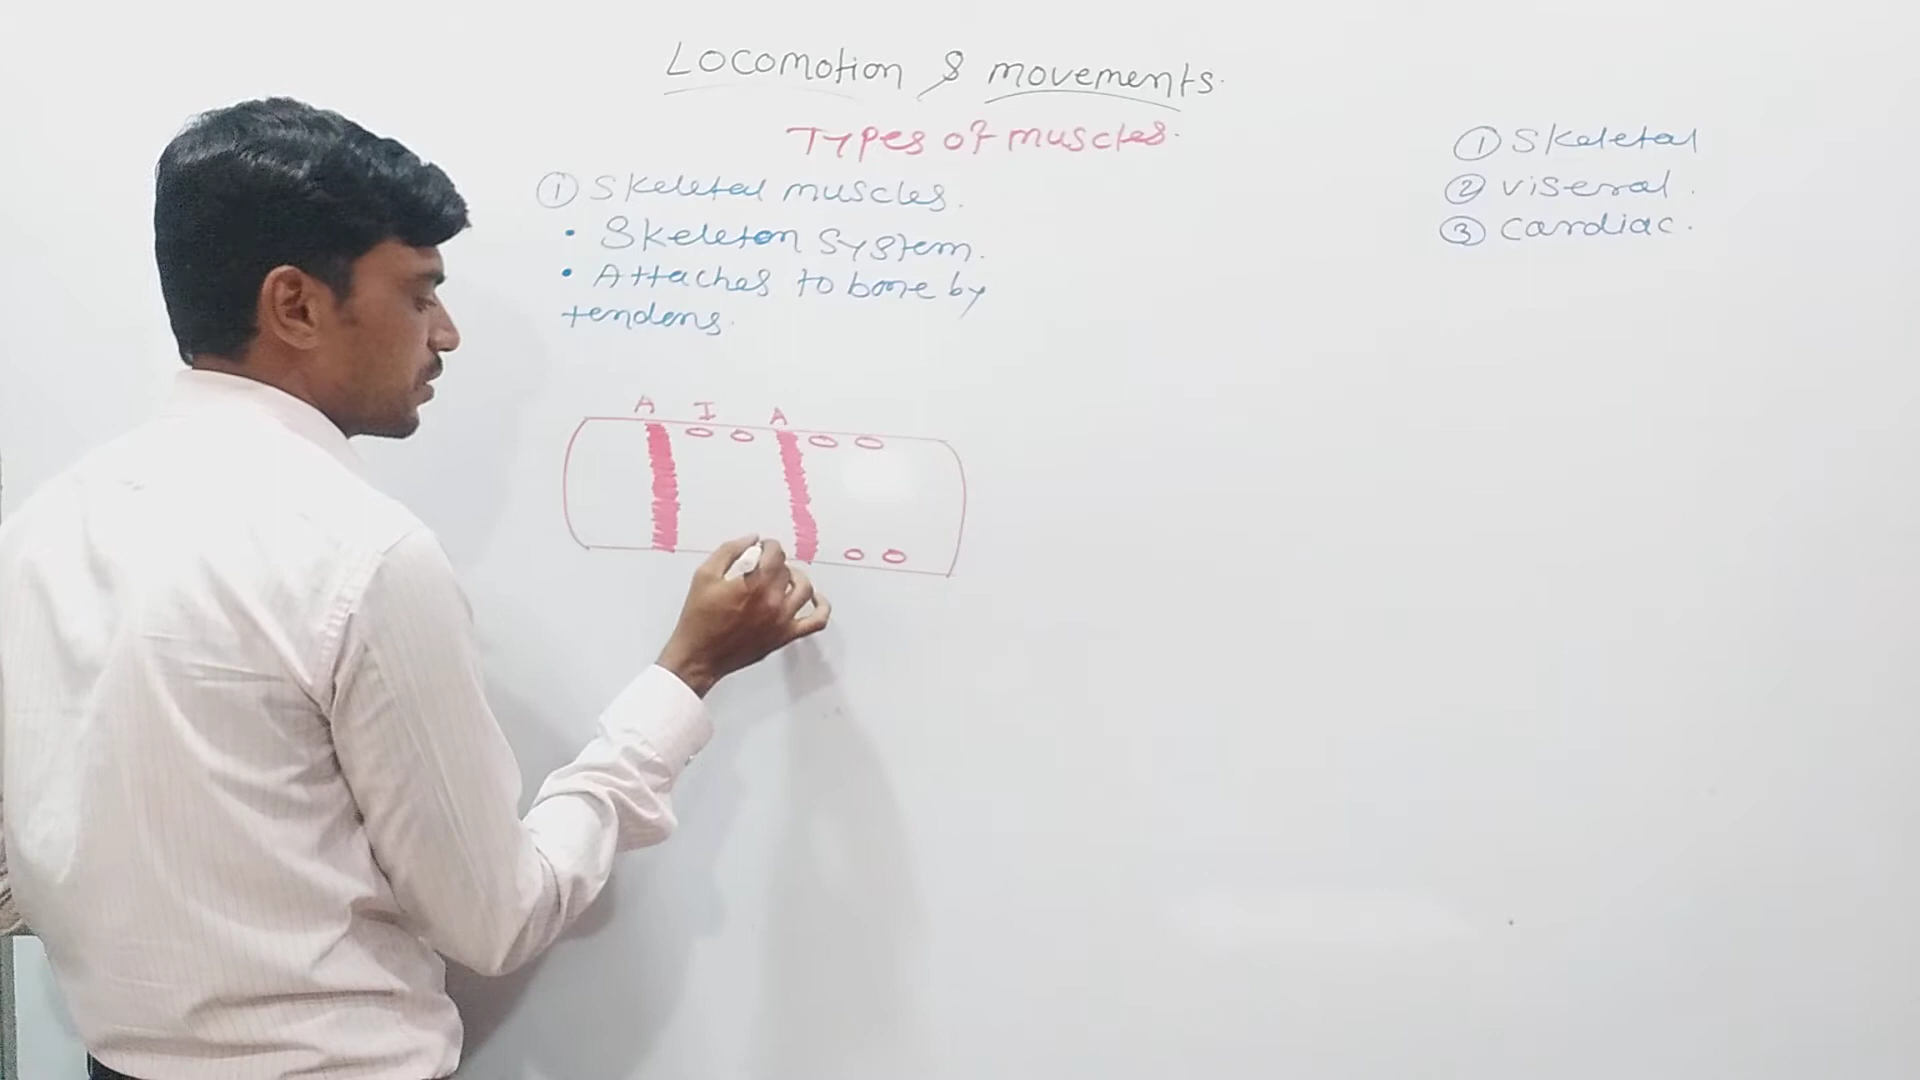 Locomotion & movements.
Types of muscles.
① Skeletal muscles.
• Skeleton system.
• Attaches to bone by
tendens.
① Skeletal
② viseral.
③ cardiac.
A I A